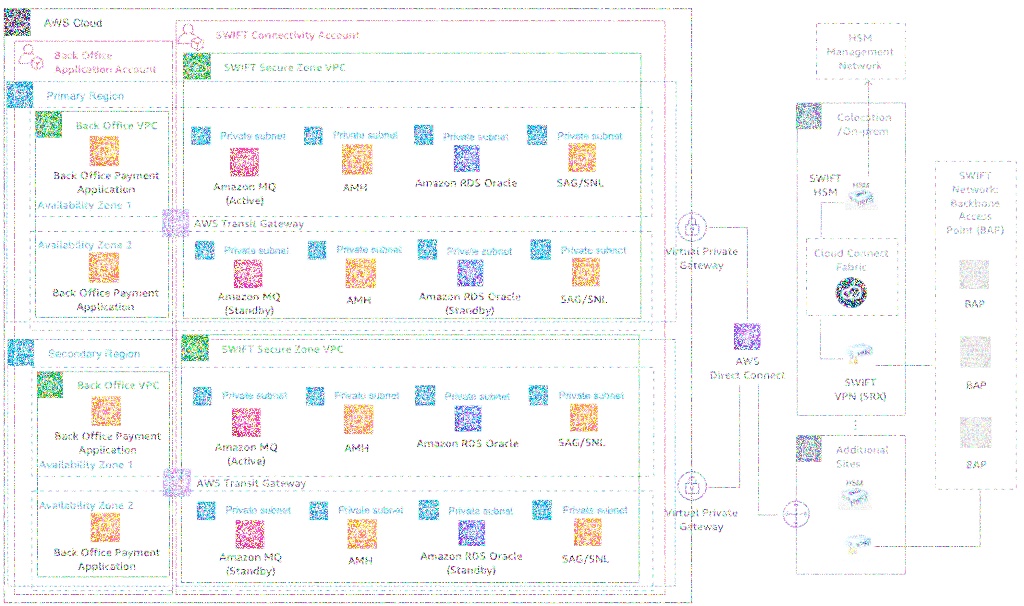 AWS Cloud
SWIFT Connectivity Account
Back Office
Application Account
SWIFT Secure Zone VPC
Primary Region
Back Office VPC
Private subnet
Private subnet
Private subnet
Private subnet
Back Office Payment
Application
Amazon MQ
(Active)
AMH
Amazon RDS Oracle
SAG/SNL
Availability Zone 1
AWS Transit Gateway
Availability Zone 2
Private subnet
Private subnet
Private subnet
Private subnet
Back Office Payment
Application
Amazon MQ
(Standby)
AMH
Amazon RDS Oracle
(Standby)
SAG/SNL
Secondary Region
SWIFT Secure Zone VPC
Back Office VPC
Private subnet
Private subnet
Private subnet
Private subnet
Back Office Payment
Application
Amazon MQ
(Active)
AMH
Amazon RDS Oracle
SAG/SNL
Availability Zone 1
AWS Transit Gateway
Availability Zone 2
Private subnet
Private subnet
Private subnet
Private subnet
Back Office Payment
Application
Amazon MQ
(Standby)
AMH
Amazon RDS Oracle
(Standby)
SAG/SNL
Virtual Private
Gateway
AWS
Direct Connect
Virtual Private
Gateway
HSM
Management
Network
Colocation
/On-prem
SWIFT
HSM
HSM
Cloud Connect
Fabric
SWIFT
VPN (SRX)
Additional
Sites
HSM
SWIFT
Network:
Backbone
Access
Point (BAP)
BAP
BAP
BAP